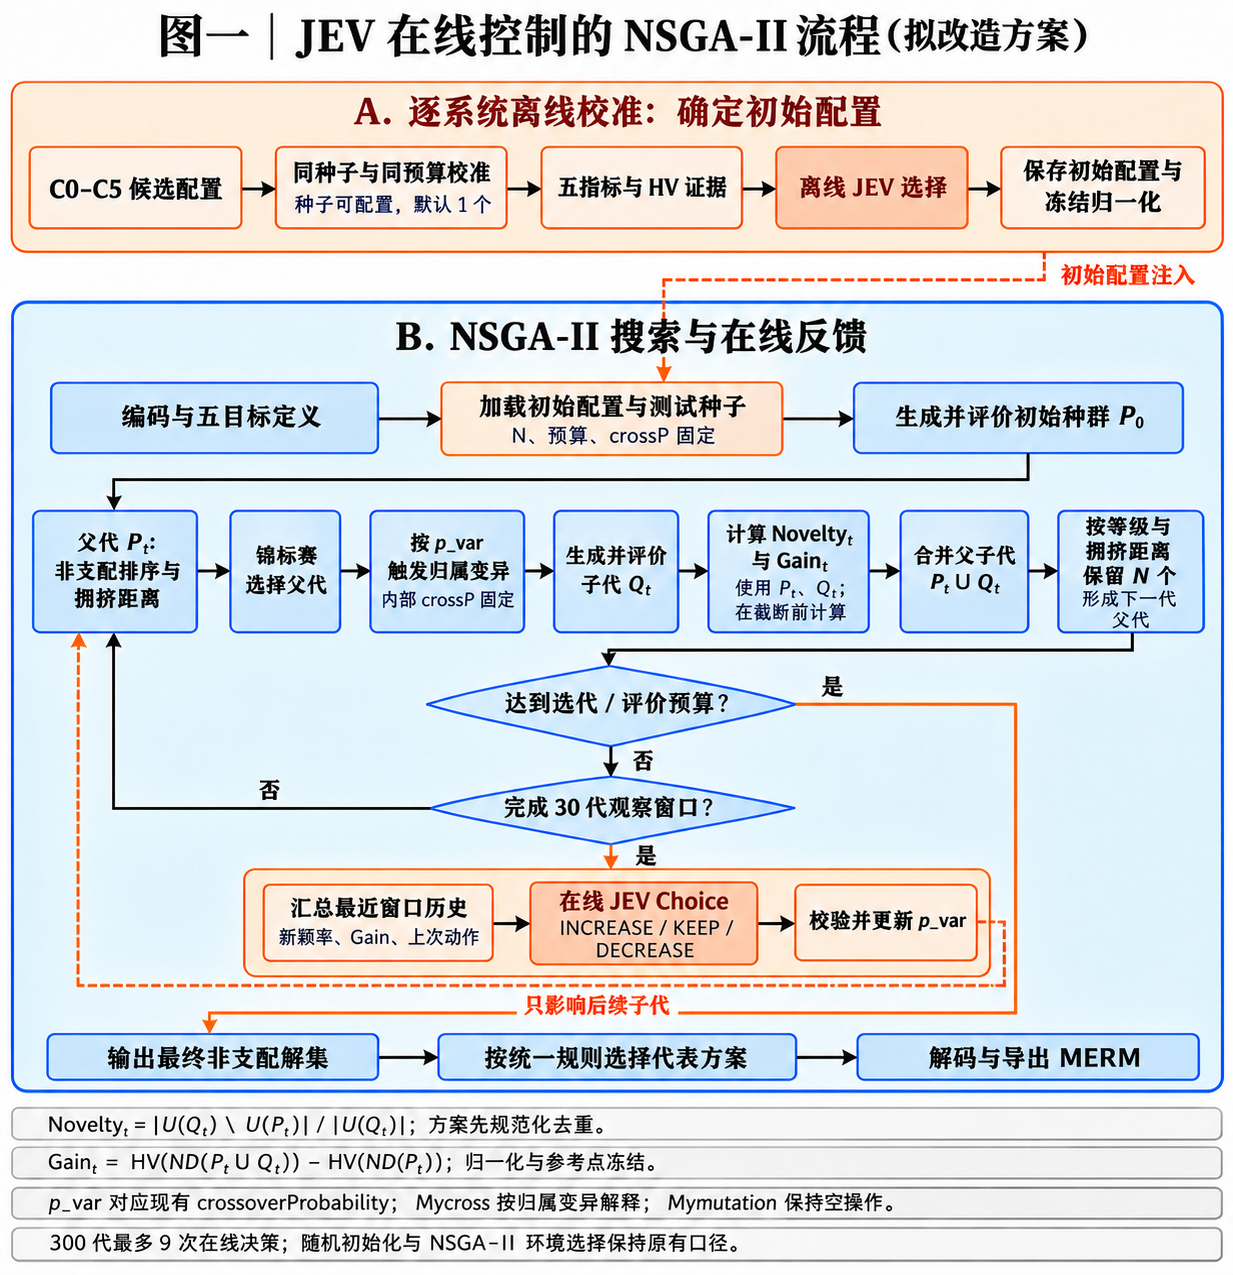 图一｜JEV 在线控制的 NSGA-II 流程（拟改造方案）
A. 逐系统离线校准：确定初始配置
C0–C5 候选配置
同种子与同预算校准
种子可配置，默认 1 个
五指标与 HV 证据
离线 JEV 选择
保存初始配置与
冻结归一化
初始配置注入
B. NSGA-II 搜索与在线反馈
编码与五目标定义
加载初始配置与测试种子
N、预算、crossP 固定
生成并评价初始种群 P₀
父代 Pₜ:
非支配排序与
拥挤距离
锦标赛
选择父代
按 p_var
触发归属变异
内部 crossP 固定
生成并评价
子代 Qₜ
计算 Noveltyₜ
与 Gainₜ
使用 Pₜ、Qₜ；
在截断前计算
合并父子代
Pₜ ∪ Qₜ
按等级与
拥挤距离
保留 N 个
形成下一代
父代
达到迭代 / 评价预算？
是
否
完成 30 代观察窗口？
否
是
汇总最近窗口历史
新颖率、Gain、上次动作
在线 JEV Choice
INCREASE / KEEP /
DECREASE
校验并更新 p_var
只影响后续子代
输出最终非支配解集
按统一规则选择代表方案
解码与导出 MERM
Noveltyₜ = |U(Qₜ) \ U(Pₜ)| / |U(Qₜ)|；方案先规范化去重。
Gainₜ = HV(ND(Pₜ ∪ Qₜ)) − HV(ND(Pₜ))；归一化与参考点冻结。
p_var 对应现有 crossoverProbability； Mycross 按归属变异解释； Mymutation 保持空操作。
300 代最多 9 次在线决策；随机初始化与 NSGA-II 环境选择保持原有口径。